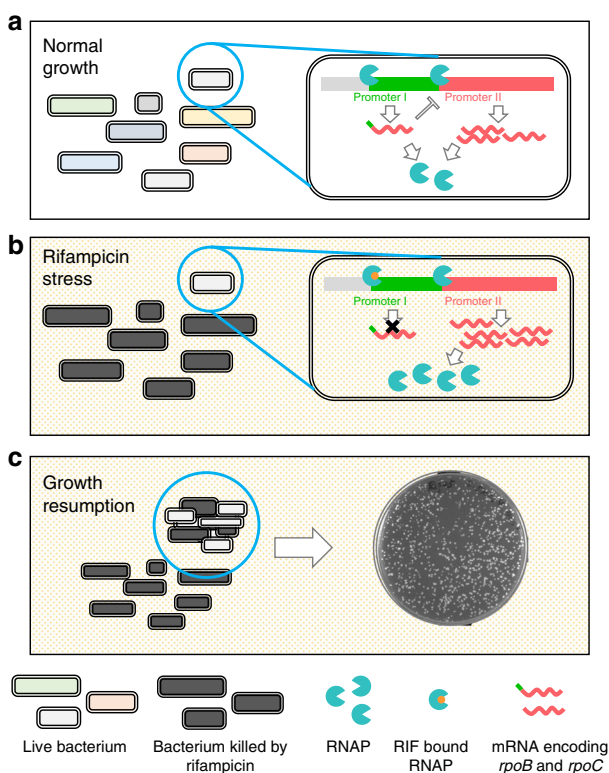 a
Normal
growth
Promoter I
Promoter II
b
Rifampicin
stress
Promoter I
Promoter II
c
Growth
resumption
Live bacterium
Bacterium killed by
rifampicin
RNAP
RIF bound
RNAP
mRNA encoding
rpoB and rpoC